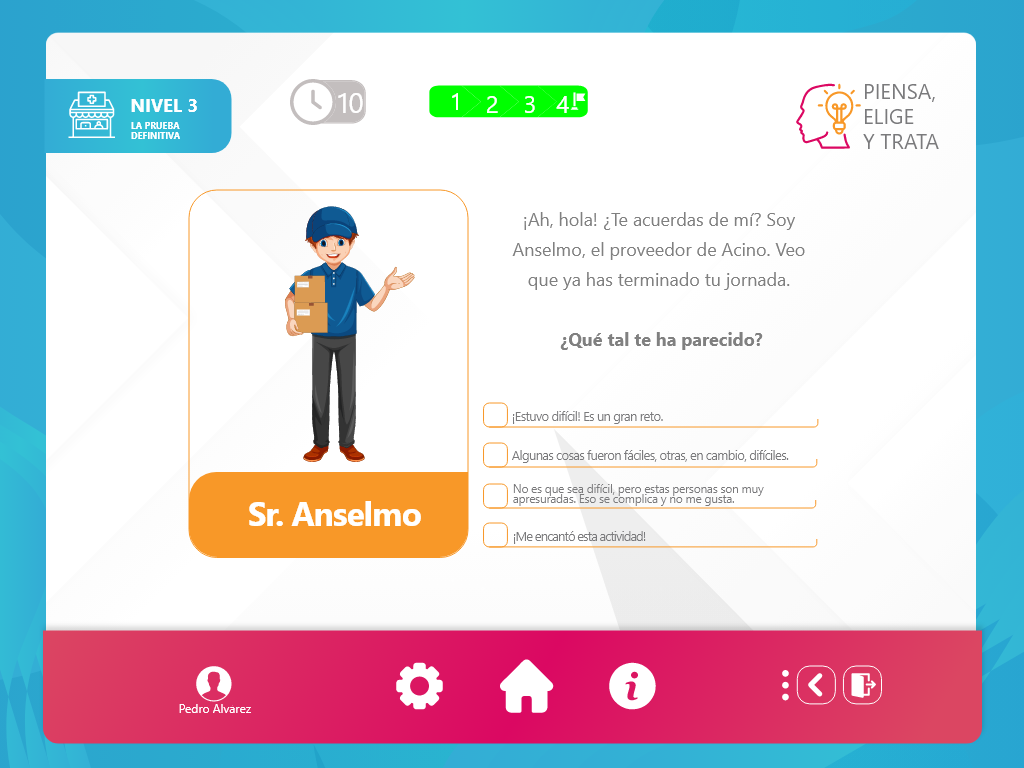 NIVEL 3
LA PRUEBA
DEFINITIVA
10
1 2 3 4
PIENSA,
ELIGE
Y TRATA
¡Ah, hola! ¿Te acuerdas de mí? Soy
Anselmo, el proveedor de Acino. Veo
que ya has terminado tu jornada.
¿Qué tal te ha parecido?
¡Estuvo difícil! Es un gran reto.
Algunas cosas fueron fáciles, otras, en cambio, difíciles.
No es que sea difícil, pero estas personas son muy
apresuradas. Eso se complica y no me gusta.
¡Me encantó esta actividad!
Sr. Anselmo
Pedro Alvarez